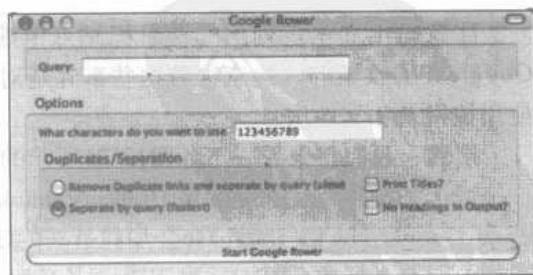 Google Rower
Query:
Options
What characters do you want to use 123456789
Duplicates/Separation
Remove Duplicate links and seperate by query (slow)
Print Titles?
Seperate by query (fastest)
No Headings in Output?
Start Google Rower